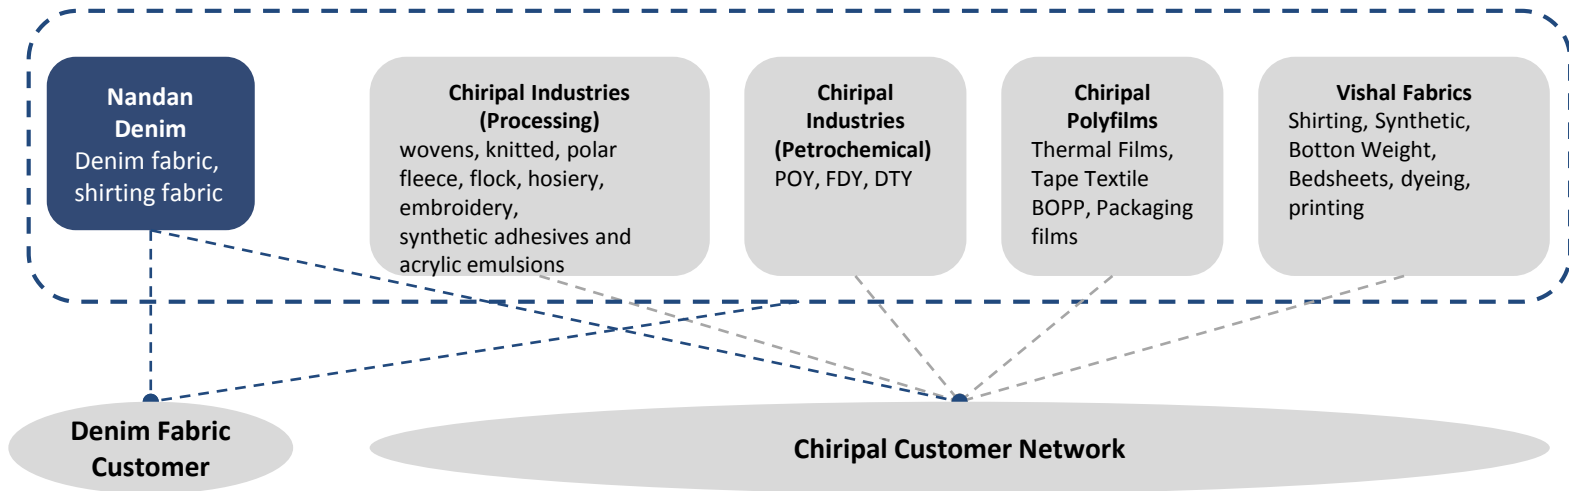 Nandan
Denim
Denim fabric,
shirting fabric
Chiripal Industries
(Processing)
wovens, knitted, polar
fleece, flock, hosiery,
embroidery,
synthetic adhesives and
acrylic emulsions
Chiripal
Industries
(Petrochemical)
POY, FDY, DTY
Chiripal
Polyfilms
Thermal Films,
Tape Textile
BOPP, Packaging
films
Vishal Fabrics
Shirting, Synthetic,
Botton Weight,
Bedsheets, dyeing,
printing
Denim Fabric
Customer
Chiripal Customer Network